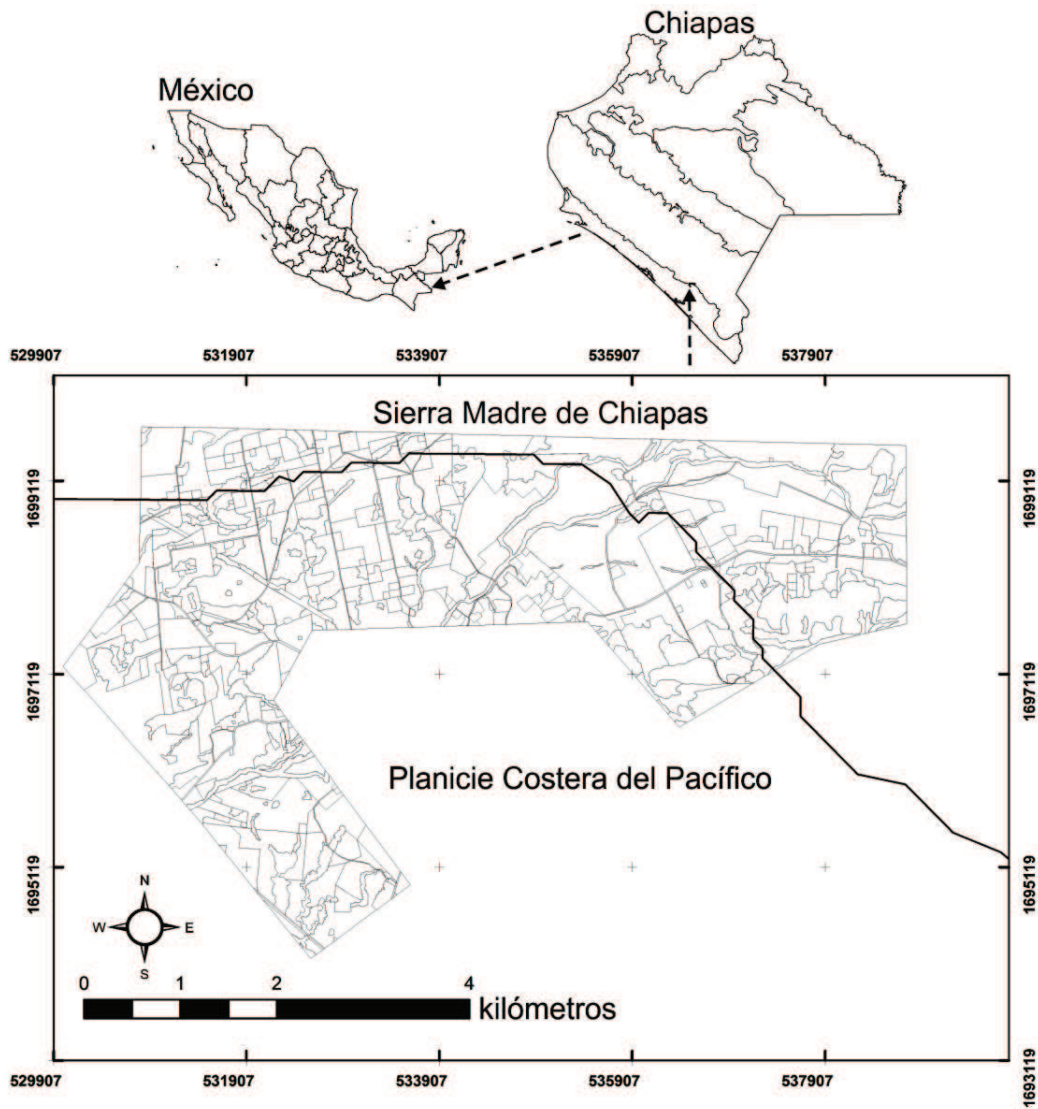 Chiapas
México
529907 531907 533907 535907 537907
Sierra Madre de Chiapas
1699119 1699119
1697119 1697119
Planicie Costera del Pacífico
1695119 1695119
N
W E
S
0 1 2 4
kilómetros
1693119
529907 531907 533907 535907 537907